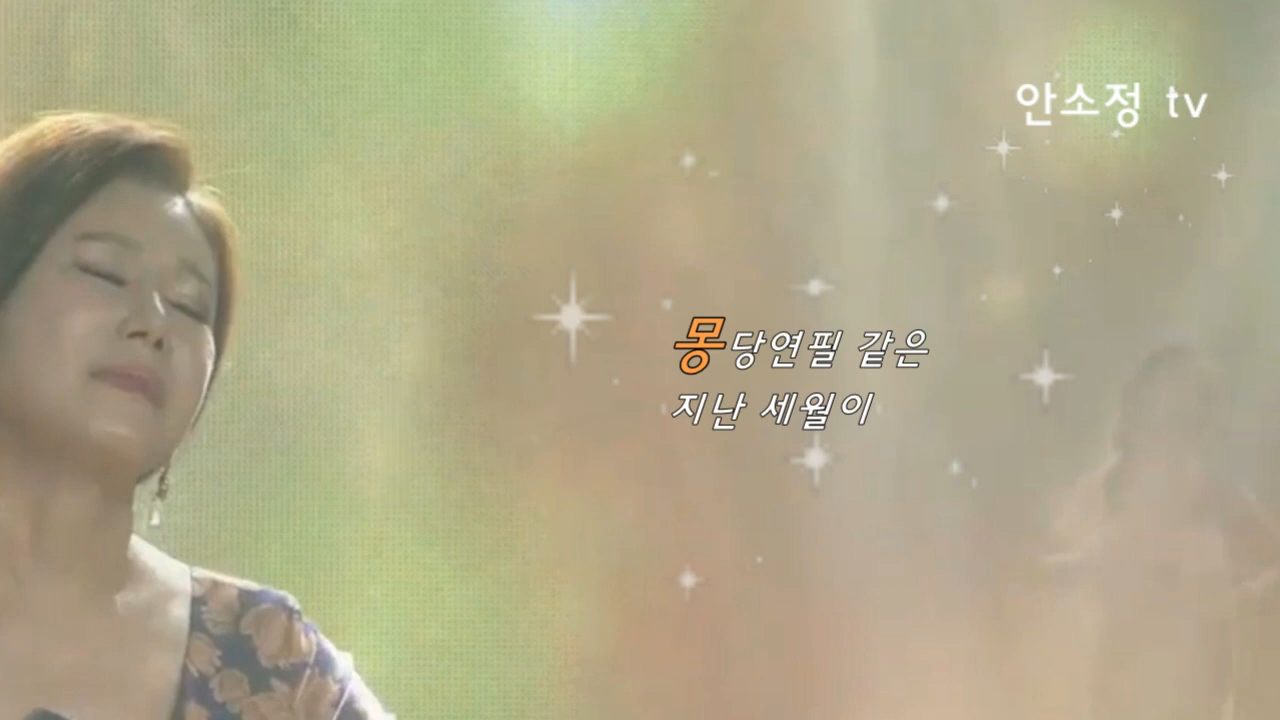 안소정 tv
몽당연필 같은
지난 세월이